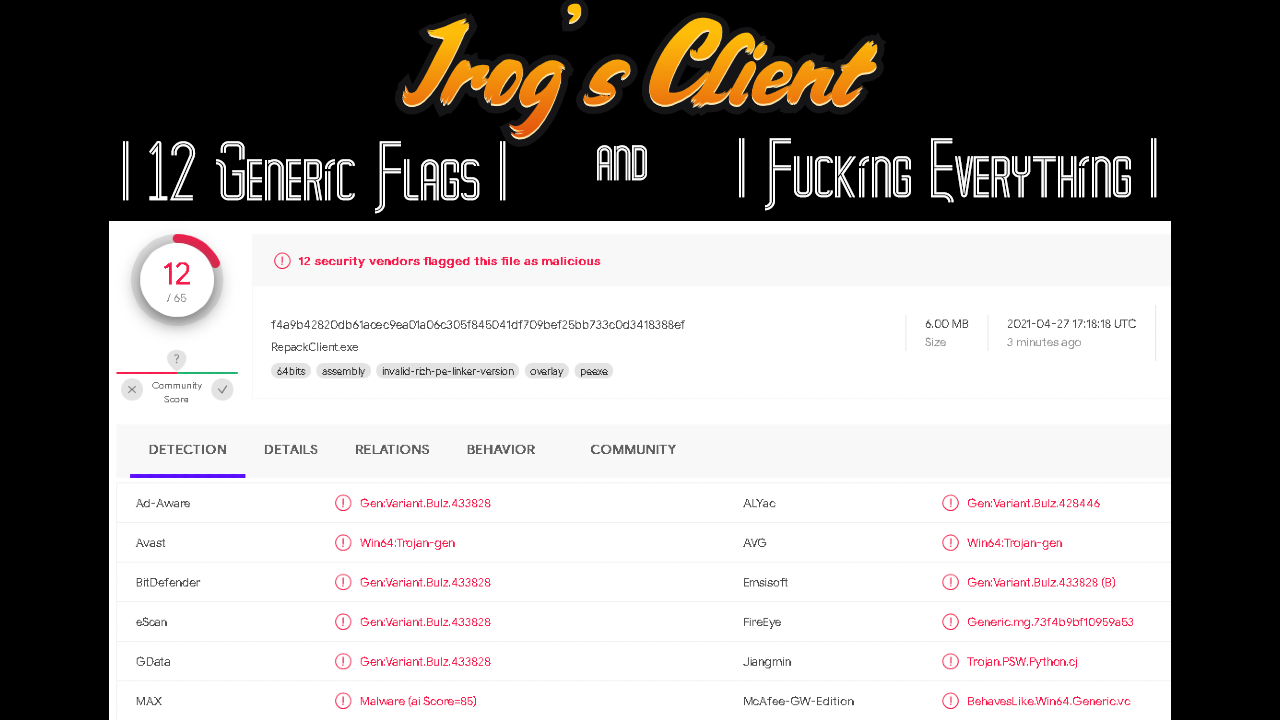 Jrog's Client
| 12 Generic Flags | and | Fucking Everything |
12
/ 65
?
Community
Score
12 security vendors flagged this file as malicious
f4a9b42820db61acec9ea01a06c305f845041df709bef25bb733c0d3418388ef
RepackClient.exe
64bits assembly invalid-rich-pe-linker-version overlay peexe
6.00 MB
Size
2021-04-27 17:18:18 UTC
3 minutes ago
DETECTION DETAILS RELATIONS BEHAVIOR COMMUNITY
Ad-Aware Gen:Variant.Bulz.433828 ALYac Gen:Variant.Bulz.428446
Avast Win64:Trojan-gen AVG Win64:Trojan-gen
BitDefender Gen:Variant.Bulz.433828 Emsisoft Gen:Variant.Bulz.433828 (B)
eScan Gen:Variant.Bulz.433828 FireEye Generic.mg.73f4b9bf10959a53
GData Gen:Variant.Bulz.433828 Jiangmin Trojan.PSW.Python.cj
MAX Malware (ai Score=85) McAfee-GW-Edition BehavesLike.Win64.Generic.vc